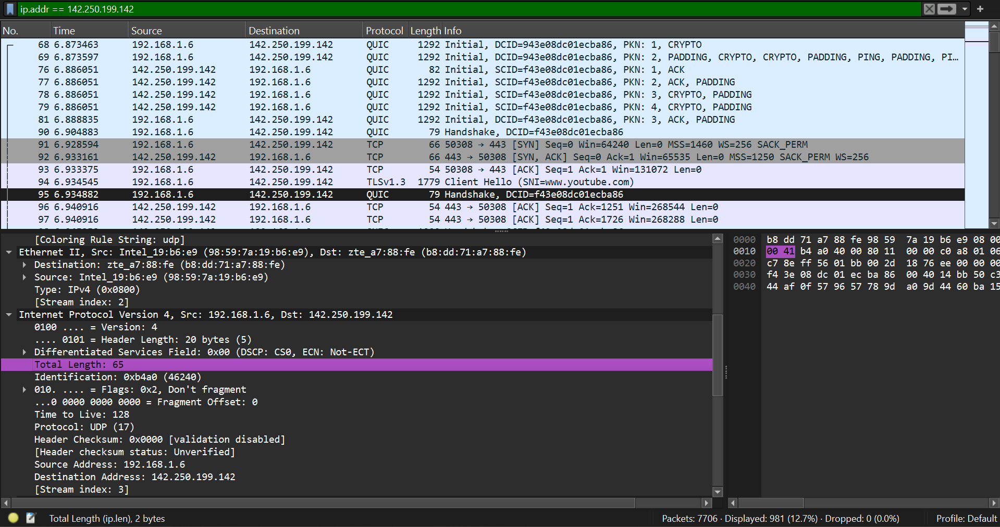 ip.addr == 142.250.199.142
No. Time Source Destination Protocol Length Info
68 6.873463 192.168.1.6 142.250.199.142 QUIC 1292 Initial, DCID=943e08dc01ecba86, PKN: 1, CRYPTO
69 6.873597 192.168.1.6 142.250.199.142 QUIC 1292 Initial, DCID=943e08dc01ecba86, PKN: 2, PADDING, CRYPTO, CRYPTO, PADDING, PING, PADDING, PI…
76 6.886051 142.250.199.142 192.168.1.6 QUIC 82 Initial, SCID=f43e08dc01ecba86, PKN: 1, ACK
77 6.886051 142.250.199.142 192.168.1.6 QUIC 1292 Initial, SCID=f43e08dc01ecba86, PKN: 2, ACK, PADDING
78 6.886051 142.250.199.142 192.168.1.6 QUIC 1292 Initial, SCID=f43e08dc01ecba86, PKN: 3, CRYPTO, PADDING
79 6.886051 142.250.199.142 192.168.1.6 QUIC 1292 Initial, SCID=f43e08dc01ecba86, PKN: 4, CRYPTO, PADDING
81 6.888835 192.168.1.6 142.250.199.142 QUIC 1292 Initial, DCID=f43e08dc01ecba86, PKN: 3, ACK, PADDING
90 6.904883 192.168.1.6 142.250.199.142 QUIC 79 Handshake, DCID=f43e08dc01ecba86
91 6.928594 192.168.1.6 142.250.199.142 TCP 66 50308 → 443 [SYN] Seq=0 Win=64240 Len=0 MSS=1460 WS=256 SACK_PERM
92 6.933161 142.250.199.142 192.168.1.6 TCP 66 443 → 50308 [SYN, ACK] Seq=0 Ack=1 Win=65535 Len=0 MSS=1250 SACK_PERM WS=256
93 6.933375 192.168.1.6 142.250.199.142 TCP 54 50308 → 443 [ACK] Seq=1 Ack=1 Win=131072 Len=0
94 6.934545 192.168.1.6 142.250.199.142 TLSv1.3 1779 Client Hello (SNI=www.youtube.com)
95 6.934882 192.168.1.6 142.250.199.142 QUIC 79 Handshake, DCID=f43e08dc01ecba86
96 6.940916 142.250.199.142 192.168.1.6 TCP 54 443 → 50308 [ACK] Seq=1 Ack=1251 Win=268544 Len=0
97 6.940916 142.250.199.142 192.168.1.6 TCP 54 443 → 50308 [ACK] Seq=1 Ack=1726 Win=268288 Len=0
[Coloring Rule String: udp]
Ethernet II, Src: Intel_19:b6:e9 (98:59:7a:19:b6:e9), Dst: zte_a7:88:fe (b8:dd:71:a7:88:fe)
Destination: zte_a7:88:fe (b8:dd:71:a7:88:fe)
Source: Intel_19:b6:e9 (98:59:7a:19:b6:e9)
Type: IPv4 (0x0800)
[Stream index: 2]
Internet Protocol Version 4, Src: 192.168.1.6, Dst: 142.250.199.142
0100 .... = Version: 4
.... 0101 = Header Length: 20 bytes (5)
Differentiated Services Field: 0x00 (DSCP: CS0, ECN: Not-ECT)
Total Length: 65
Identification: 0xb4a0 (46240)
010. .... = Flags: 0x2, Don't fragment
...0 0000 0000 0000 = Fragment Offset: 0
Time to Live: 128
Protocol: UDP (17)
Header Checksum: 0x0000 [validation disabled]
[Header checksum status: Unverified]
Source Address: 192.168.1.6
Destination Address: 142.250.199.142
[Stream index: 3]
0000 b8 dd 71 a7 88 fe 98 59 7a 19 b6 e9 08 00
0010 00 41 b4 a0 40 00 80 11 00 00 c0 a8 01 06
0020 c7 8e ff 56 01 bb 00 2d 18 76 ee 00 00 00
0030 f4 3e 08 dc 01 ec ba 86 00 40 14 bb 50 c3
0040 44 af 0f 57 96 57 78 9d a0 9d 44 60 ba 15
Total Length (ip.len), 2 bytes
Packets: 7706 · Displayed: 981 (12.7%) · Dropped: 0 (0.0%)
Profile: Default